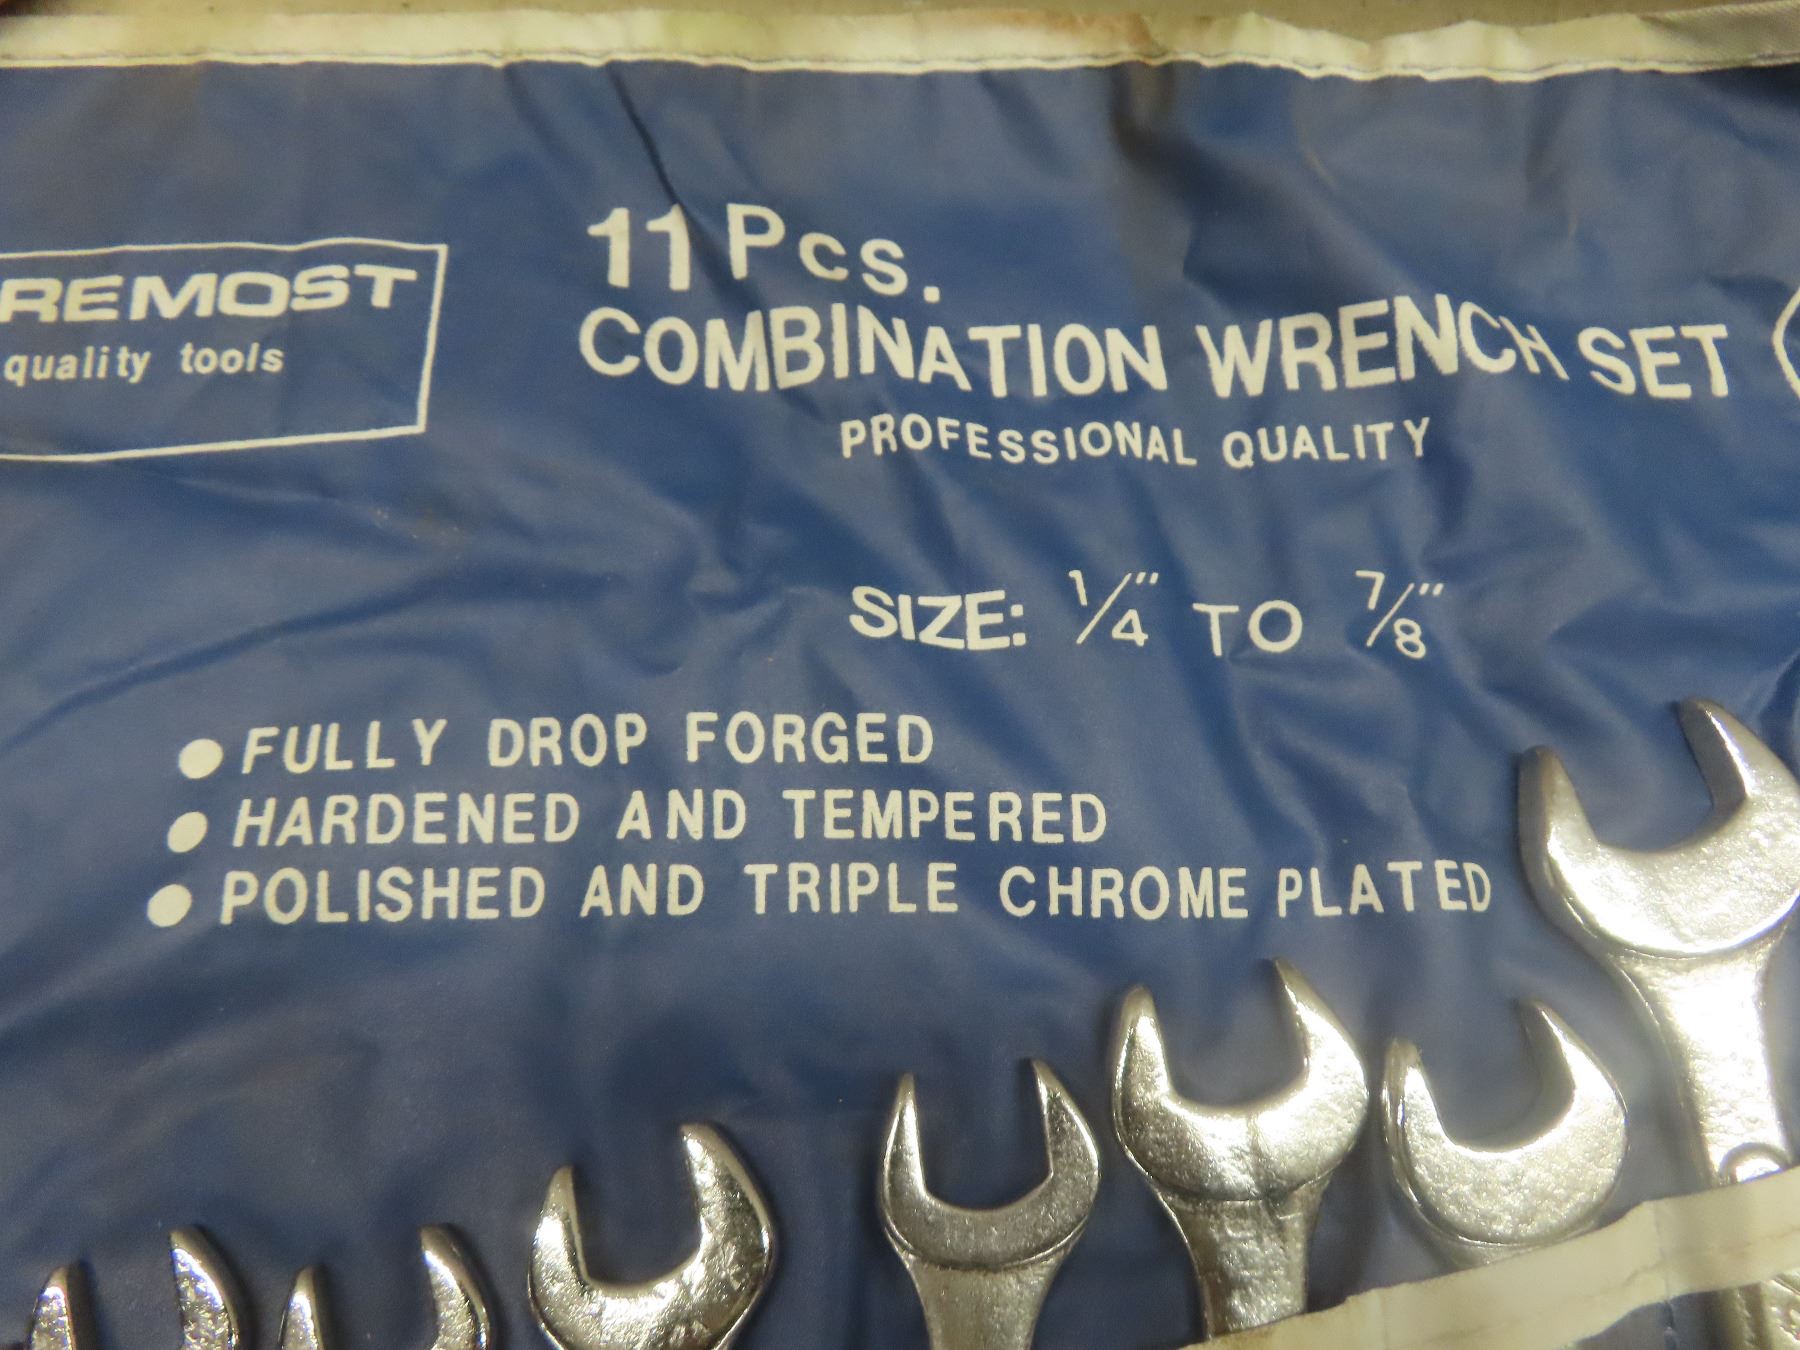 REMOST
quality tools
11 Pcs.
COMBINATION WRENCH SET
PROFESSIONAL QUALITY
SIZE: 1/4" TO 7/8"
● FULLY DROP FORGED
● HARDENED AND TEMPERED
● POLISHED AND TRIPLE CHROME PLATED